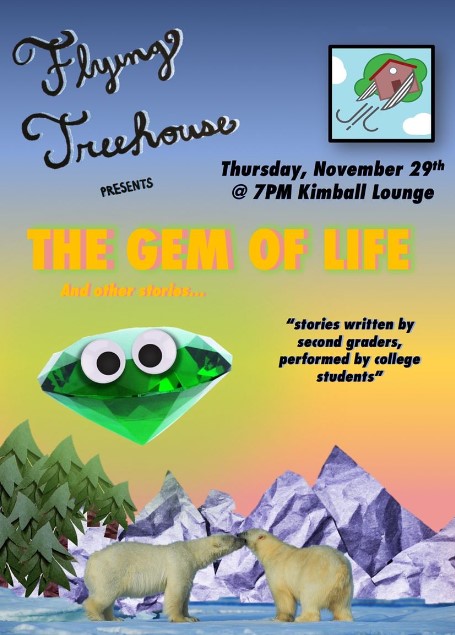 Flying
Treehouse
PRESENTS
Thursday, November 29th
@ 7PM Kimball Lounge
THE GEM OF LIFE
And other stories...
"stories written by
second graders,
performed by college
students"